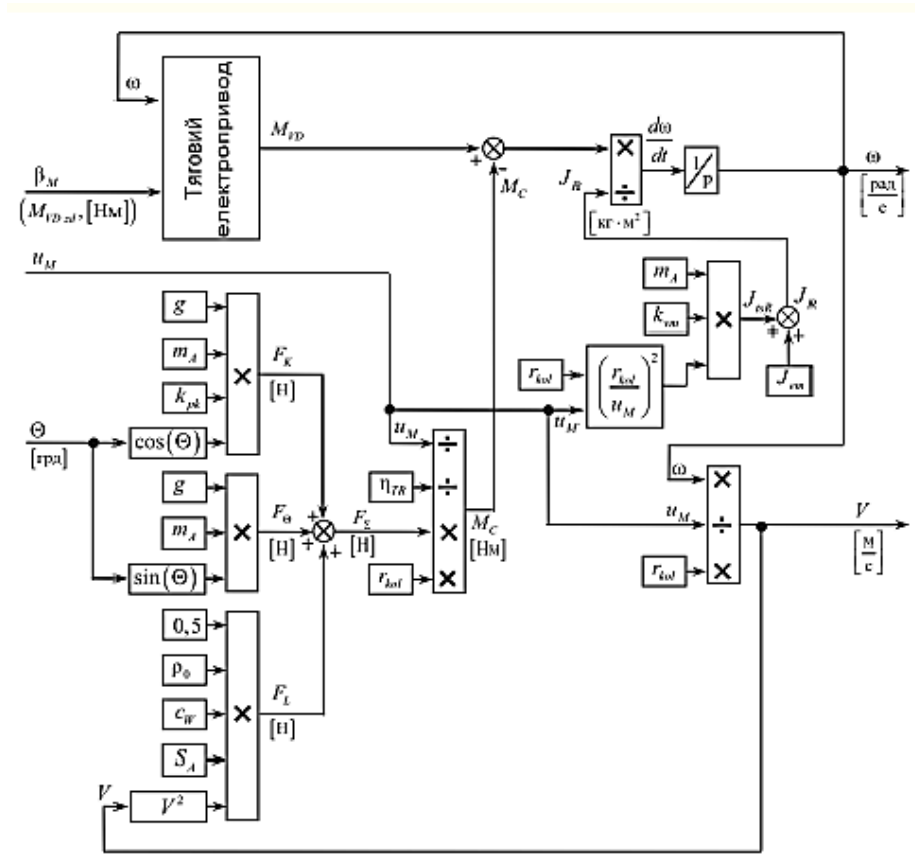 ω
Тяговий
електропривод
M_VD
+
-
M_C
×
÷
J_R
[кг·м²]
dω/dt
1/P
ω
[рад/с]
β_M
(M_VD zd, [Нм])
u_M
g
m_A
k_pk
Θ
[грд]
cos(Θ)
×
F_K
[Н]
g
m_A
sin(Θ)
×
F_Θ
[Н]
+
+
+
F_Σ
[Н]
0,5
ρ_0
c_W
S_A
V
V²
×
F_L
[Н]
u_M
η_TR
r_kol
÷
÷
×
×
M_C
[Нм]
m_A
k_vm
r_kol
u_M
(r_kol/u_M)²
×
J_mR
+
+
J_R
J_vm
ω
u_M
r_kol
×
÷
×
V
[м/с]